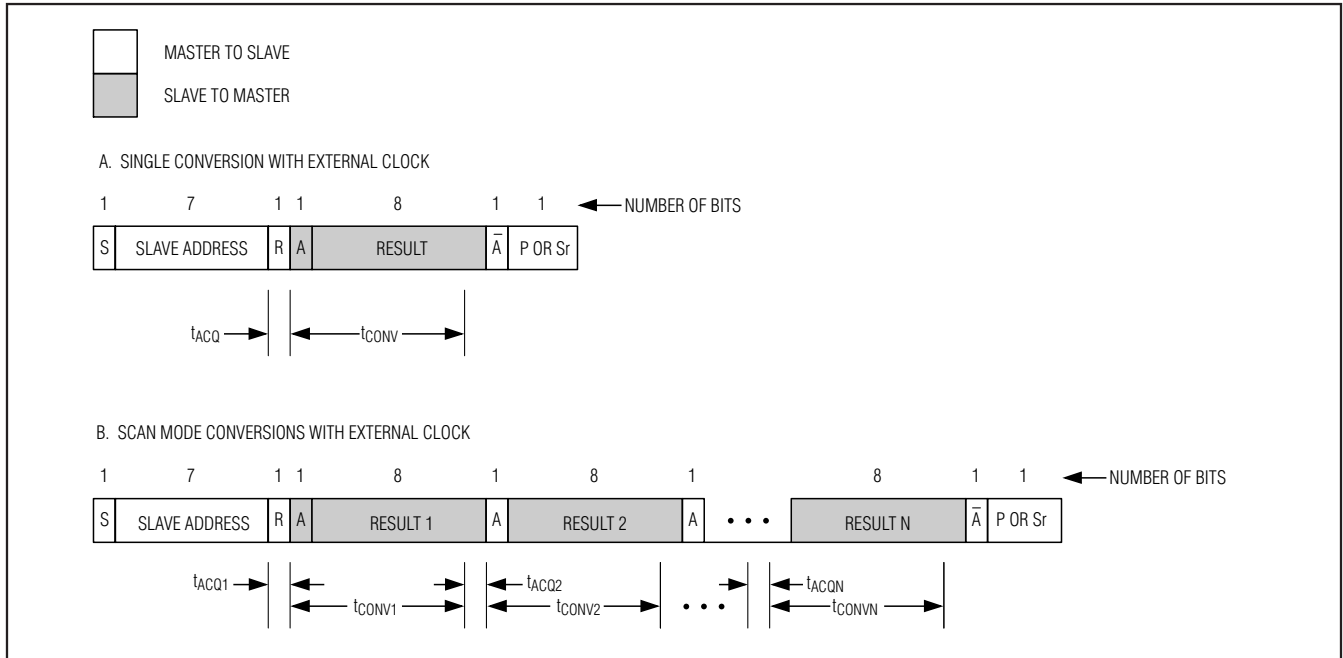 MASTER TO SLAVE
SLAVE TO MASTER
A. SINGLE CONVERSION WITH EXTERNAL CLOCK
1 7 1 1 8 1 1 NUMBER OF BITS
S SLAVE ADDRESS R A RESULT A̅ P OR Sr
tACQ tCONV
B. SCAN MODE CONVERSIONS WITH EXTERNAL CLOCK
1 7 1 1 8 1 8 1 8 1 1 NUMBER OF BITS
S SLAVE ADDRESS R A RESULT 1 A RESULT 2 A • • • RESULT N A̅ P OR Sr
tACQ1 tACQ2 tACQN
tCONV1 tCONV2 • • • tCONVN